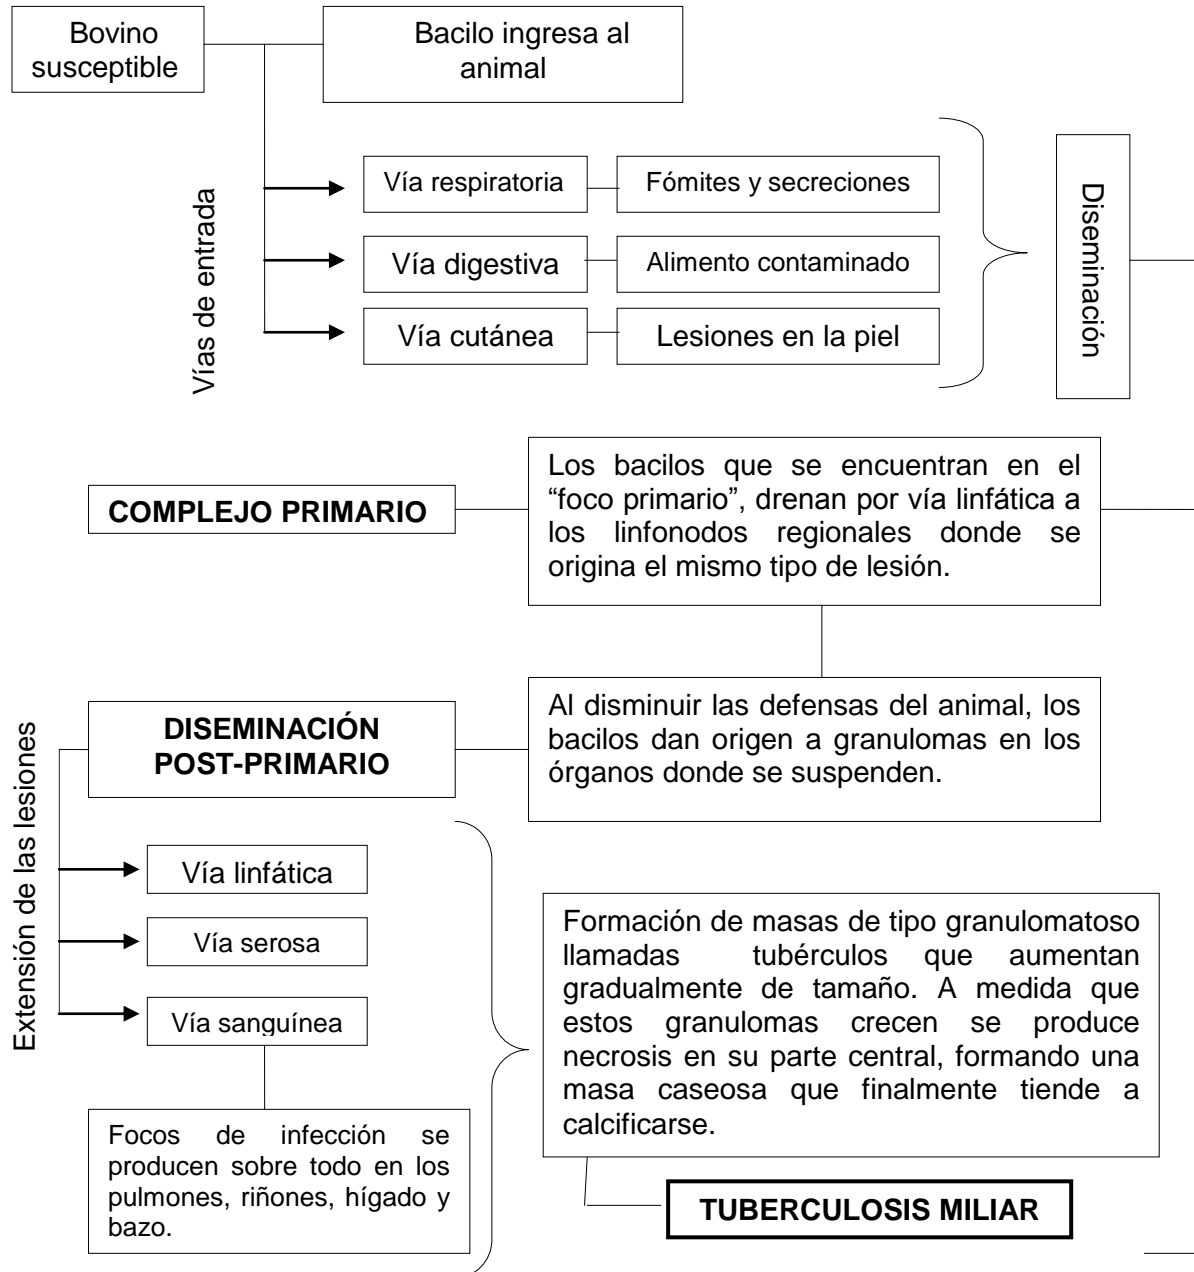 Bovino
susceptible
Bacilo ingresa al
animal
Vías de entrada
Vía respiratoria
Fómites y secreciones
Vía digestiva
Alimento contaminado
Vía cutánea
Lesiones en la piel
Diseminación
COMPLEJO PRIMARIO
Los bacilos que se encuentran en el
“foco primario”, drenan por vía linfática a
los linfonodos regionales donde se
origina el mismo tipo de lesión.
DISEMINACIÓN
POST-PRIMARIO
Al disminuir las defensas del animal, los
bacilos dan origen a granulomas en los
órganos donde se suspenden.
Extensión de las lesiones
Vía linfática
Vía serosa
Vía sanguínea
Focos de infección se
producen sobre todo en los
pulmones, riñones, hígado y
bazo.
Formación de masas de tipo granulomatoso
llamadas tubérculos que aumentan
gradualmente de tamaño. A medida que
estos granulomas crecen se produce
necrosis en su parte central, formando una
masa caseosa que finalmente tiende a
calcificarse.
TUBERCULOSIS MILIAR